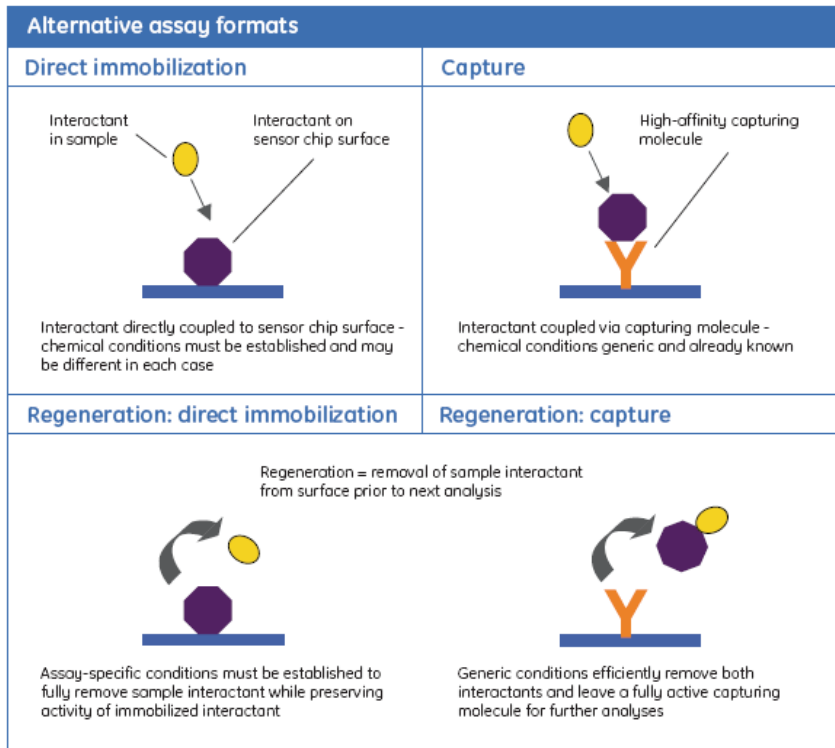 Alternative assay formats
Direct immobilization
Capture
Interactant
in sample
Interactant on
sensor chip surface
High-affinity capturing
molecule
Interactant directly coupled to sensor chip surface -
chemical conditions must be established and may
be different in each case
Interactant coupled via capturing molecule -
chemical conditions generic and already known
Regeneration: direct immobilization
Regeneration: capture
Regeneration = removal of sample interactant
from surface prior to next analysis
Assay-specific conditions must be established to
fully remove sample interactant while preserving
activity of immobilized interactant
Generic conditions efficiently remove both
interactants and leave a fully active capturing
molecule for further analyses